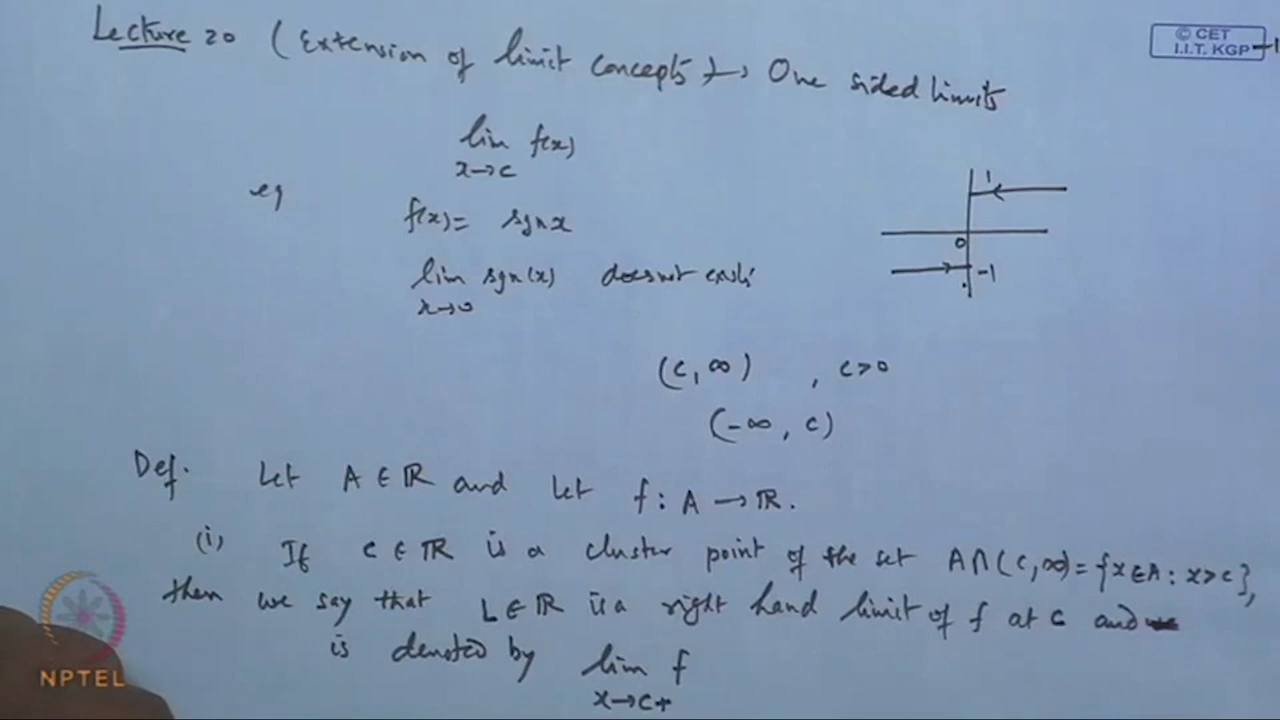 Lecture 20 (Extension of limit concepts) → One sided limits
© CET
I.I.T. KGP
lim f(x)
x→c
eg
f(x) = sgn x
lim sgn(x) does not exist
x→0
1
0
-1
(c, ∞) , c>0
(-∞, c)
Def. Let A ∈ ℝ and let f : A → ℝ.
(i) If c ∈ ℝ is a cluster point of the set A∩(c,∞) = {x∈A : x>c},
then we say that L∈ℝ is a right hand limit of f at c and
is denoted by lim f
x→c+
NPTEL